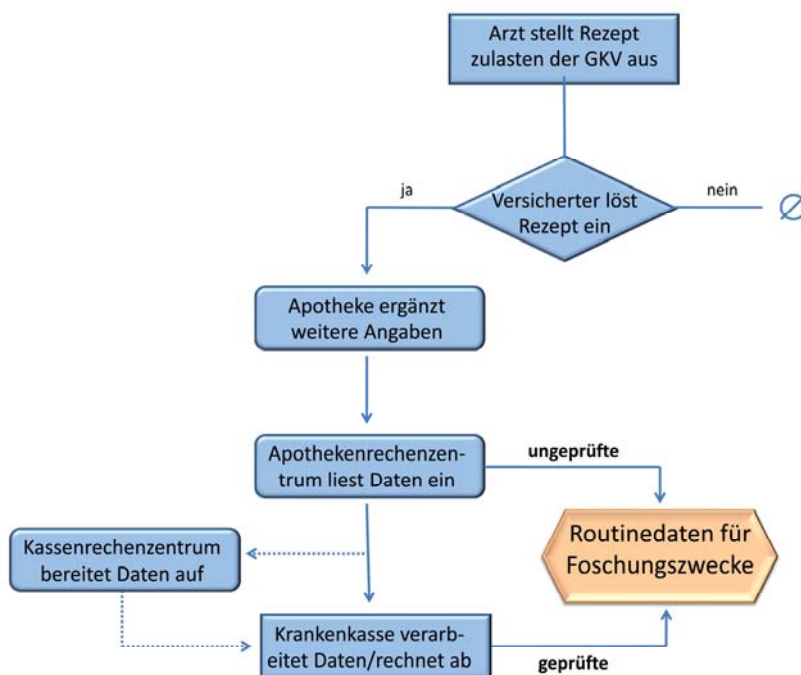 Arzt stellt Rezept
zulasten der GKV aus
ja
Versicherter löst
Rezept ein
nein
∅
Apotheke ergänzt
weitere Angaben
Apothekenrechenzen-
trum liest Daten ein
ungeprüfte
Routinedaten für
Foschungszwecke
Kassenrechenzentrum
bereitet Daten auf
Krankenkasse verarb-
eitet Daten/rechnet ab
geprüfte